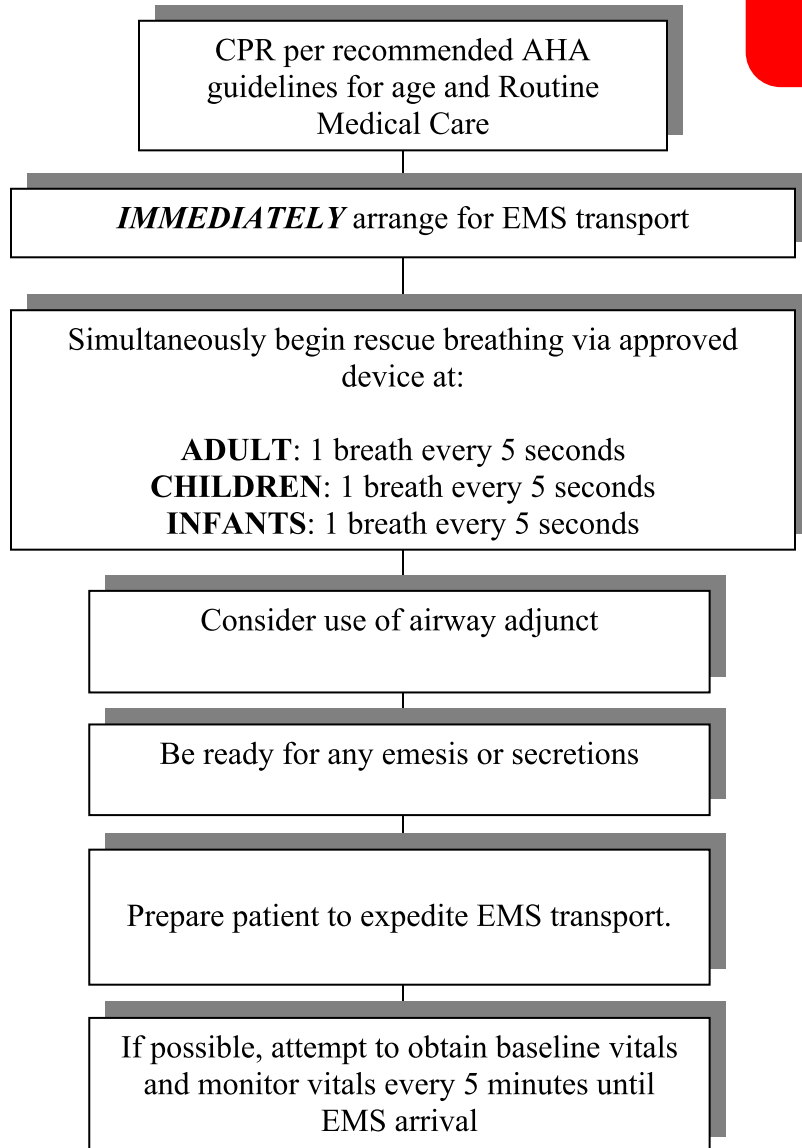 CPR per recommended AHA
guidelines for age and Routine
Medical Care
IMMEDIATELY arrange for EMS transport
Simultaneously begin rescue breathing via approved
device at:
ADULT: 1 breath every 5 seconds
CHILDREN: 1 breath every 5 seconds
INFANTS: 1 breath every 5 seconds
Consider use of airway adjunct
Be ready for any emesis or secretions
Prepare patient to expedite EMS transport.
If possible, attempt to obtain baseline vitals
and monitor vitals every 5 minutes until
EMS arrival